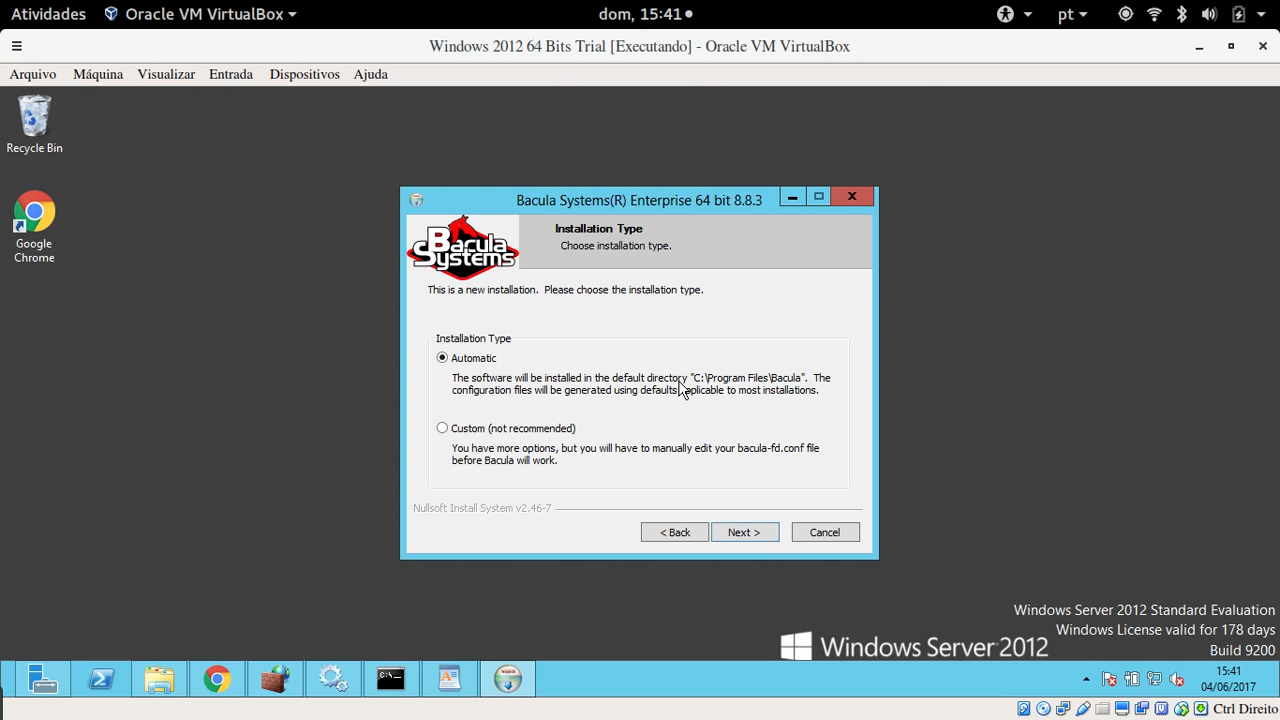 Atividades Oracle VM VirtualBox dom, 15:41 pt
Windows 2012 64 Bits Trial [Executando] - Oracle VM VirtualBox
Arquivo Máquina Visualizar Entrada Dispositivos Ajuda
Recycle Bin
Google
Chrome
Bacula Systems(R) Enterprise 64 bit 8.8.3
Bacula
Systems
Installation Type
Choose installation type.
This is a new installation. Please choose the installation type.
Installation Type
Automatic
The software will be installed in the default directory "C:\Program Files\Bacula". The
configuration files will be generated using defaults applicable to most installations.
Custom (not recommended)
You have more options, but you will have to manually edit your bacula-fd.conf file
before Bacula will work.
Nullsoft Install System v2.46-7
< Back Next > Cancel
Windows Server 2012 Standard Evaluation
Windows License valid for 178 days
Build 9200
Windows Server 2012
15:41
04/06/2017
Ctrl Direito